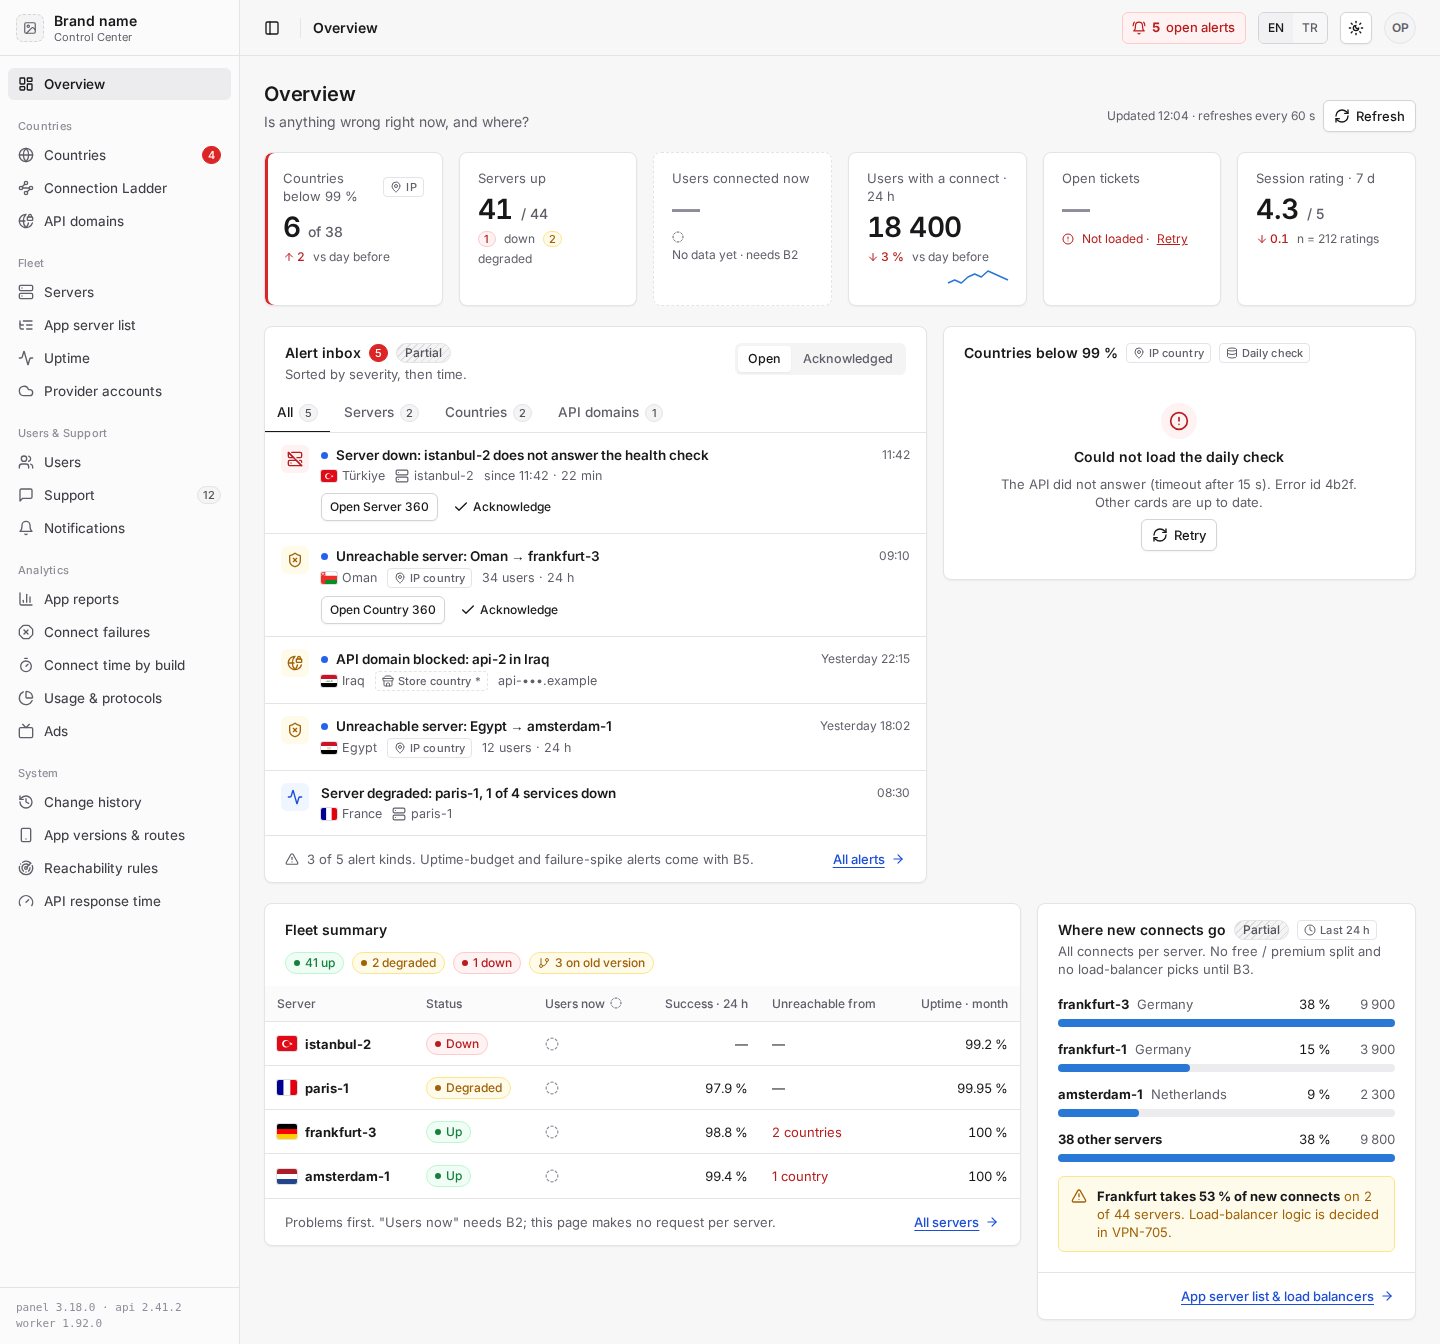 Brand name
Control Center
Overview
Countries
Countries 4
Connection Ladder
API domains
Fleet
Servers
App server list
Uptime
Provider accounts
Users & Support
Users
Support 12
Notifications
Analytics
App reports
Connect failures
Connect time by build
Usage & protocols
Ads
System
Change history
App versions & routes
Reachability rules
API response time
panel 3.18.0 · api 2.41.2
worker 1.92.0
Overview
5 open alerts
EN TR
OP
Overview
Is anything wrong right now, and where?
Updated 12:04 · refreshes every 60 s
Refresh
Countries
below 99 %
IP
6 of 38
↑ 2 vs day before
Servers up
41 / 44
1 down 2
degraded
Users connected now
—
No data yet · needs B2
Users with a connect ·
24 h
18 400
↓ 3 % vs day before
Open tickets
—
Not loaded · Retry
Session rating · 7 d
4.3 / 5
↓ 0.1 n = 212 ratings
Alert inbox 5 Partial
Sorted by severity, then time.
Open Acknowledged
All 5 Servers 2 Countries 2 API domains 1
Server down: istanbul-2 does not answer the health check 11:42
Türkiye istanbul-2 since 11:42 · 22 min
Open Server 360 Acknowledge
Unreachable server: Oman → frankfurt-3 09:10
Oman IP country 34 users · 24 h
Open Country 360 Acknowledge
API domain blocked: api-2 in Iraq Yesterday 22:15
Iraq Store country * api-•••.example
Unreachable server: Egypt → amsterdam-1 Yesterday 18:02
Egypt IP country 12 users · 24 h
Server degraded: paris-1, 1 of 4 services down 08:30
France paris-1
3 of 5 alert kinds. Uptime-budget and failure-spike alerts come with B5. All alerts →
Countries below 99 % IP country Daily check
Could not load the daily check
The API did not answer (timeout after 15 s). Error id 4b2f.
Other cards are up to date.
Retry
Fleet summary
41 up 2 degraded 1 down 3 on old version
Server Status Users now Success · 24 h Unreachable from Uptime · month
istanbul-2 Down — — 99.2 %
paris-1 Degraded 97.9 % — 99.95 %
frankfurt-3 Up 98.8 % 2 countries 100 %
amsterdam-1 Up 99.4 % 1 country 100 %
Problems first. "Users now" needs B2; this page makes no request per server. All servers →
Where new connects go Partial Last 24 h
All connects per server. No free / premium split and
no load-balancer picks until B3.
frankfurt-3 Germany 38 % 9 900
frankfurt-1 Germany 15 % 3 900
amsterdam-1 Netherlands 9 % 2 300
38 other servers 38 % 9 800
Frankfurt takes 53 % of new connects on 2
of 44 servers. Load-balancer logic is decided
in VPN-705.
App server list & load balancers →